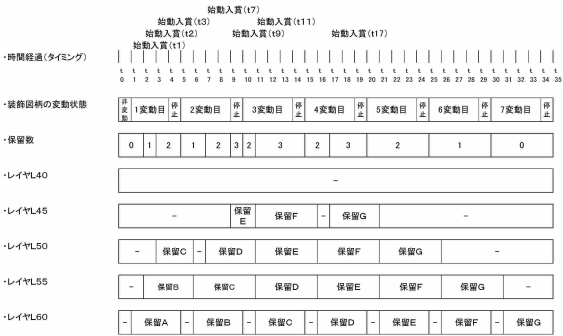 始動入賞(t7)
始動入賞(t3) 始動入賞(t11)
始動入賞(t2) 始動入賞(t9) 始動入賞(t17)
始動入賞(t1)
・時間経過(タイミング)
t t t t t t t t t t t t t t t t t t t t t t t t t t t t t t t t t t t t
0 1 2 3 4 5 6 7 8 9 10 11 12 13 14 15 16 17 18 19 20 21 22 23 24 25 26 27 28 29 30 31 32 33 34 35
・装飾図柄の変動状態 非変動 1変動目 停止 2変動目 停止 3変動目 停止 4変動目 停止 5変動目 停止 6変動目 停止 7変動目 停止
・保留数 0 1 2 1 2 3 2 3 2 3 2 1 0
・レイヤL40 -
・レイヤL45 - 保留E 保留F - 保留G -
・レイヤL50 - 保留C - 保留D 保留E 保留F 保留G -
・レイヤL55 - 保留B 保留C 保留D 保留E 保留F 保留G -
・レイヤL60 - 保留A - 保留B - 保留C - 保留D - 保留E - 保留F - 保留G